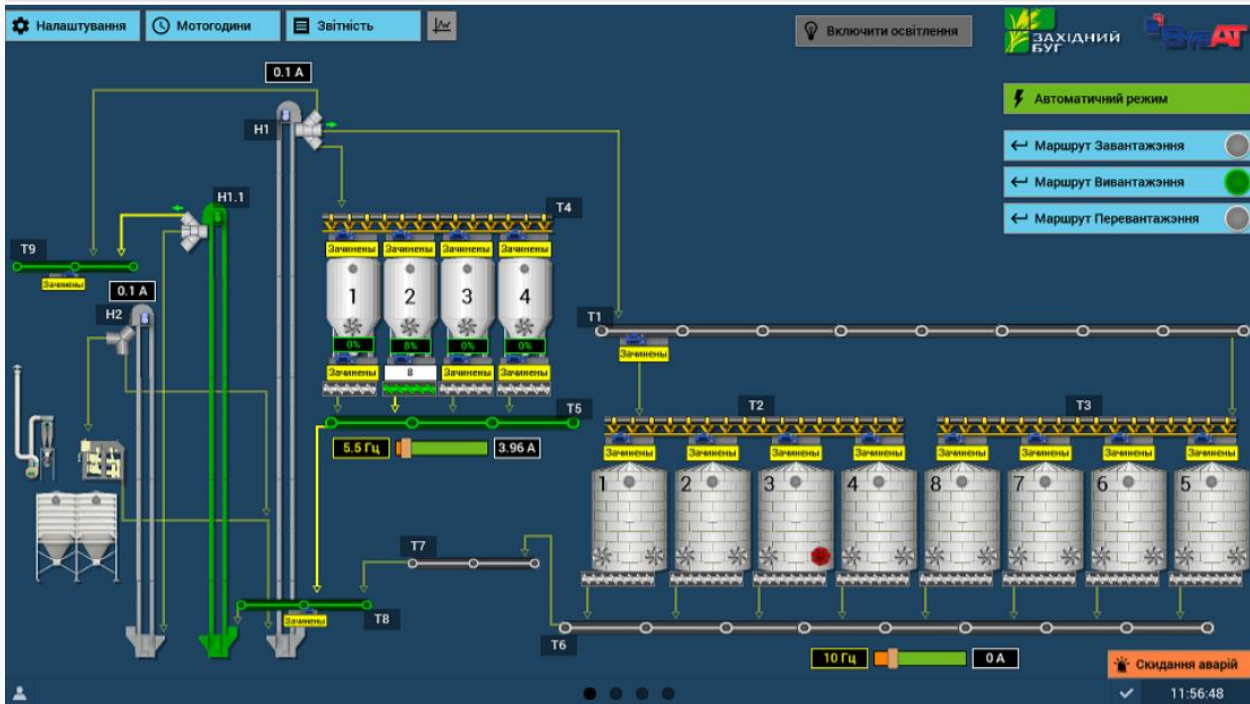 Налаштування
Мотогодини
Звітність
Включити освітлення
ЗАХІДНИЙ
БУГ
Автоматичний режим
Маршрут Завантажэння
Маршрут Вивантажэння
Маршрут Перевантажэння
0.1 A
H1
H1.1
T4
T9
Зачинены
Зачинены
Зачинены
Зачинены
Зачинены
1
2
3
4
0%
8%
0%
0%
Зачинены
8
Зачинены
Зачинены
0.1 A
H2
T5
5.5 Гц
3.96 A
T1
Зачинены
T2
T3
Зачинены
Зачинены
Зачинены
Зачинены
Зачинены
Зачинены
Зачинены
Зачинены
1
2
3
4
8
7
6
5
T7
T8
Зачинены
T6
10 Гц
0 A
Скидання аварій
11:56:48